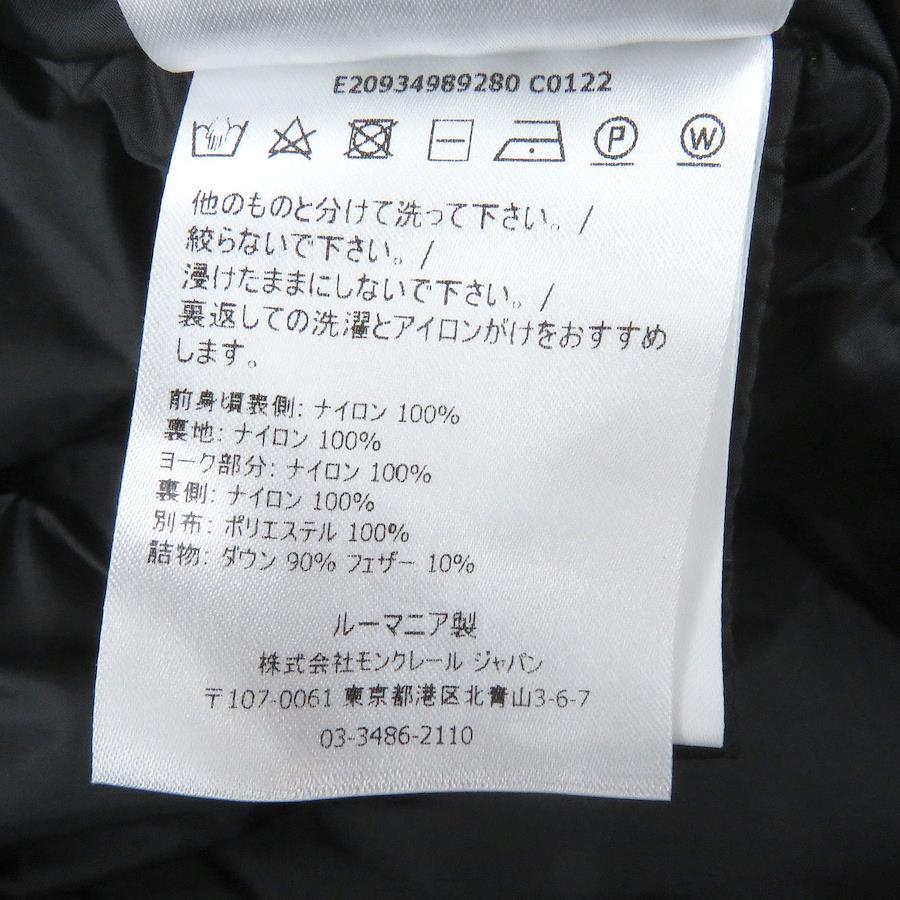 E20934989280 C0122
P W
他のものと分けて洗って下さい。/
絞らないで下さい。/
浸けたままにしないで下さい。/
裏返しての洗濯とアイロンがけをおすすめ
します。
前身頃表側: ナイロン 100%
裏地: ナイロン 100%
ヨーク部分: ナイロン 100%
裏側: ナイロン 100%
別布: ポリエステル 100%
詰物: ダウン 90% フェザー 10%
ルーマニア製
株式会社モンクレール ジャパン
〒107-0061 東京都港区北青山3-6-7
03-3486-2110